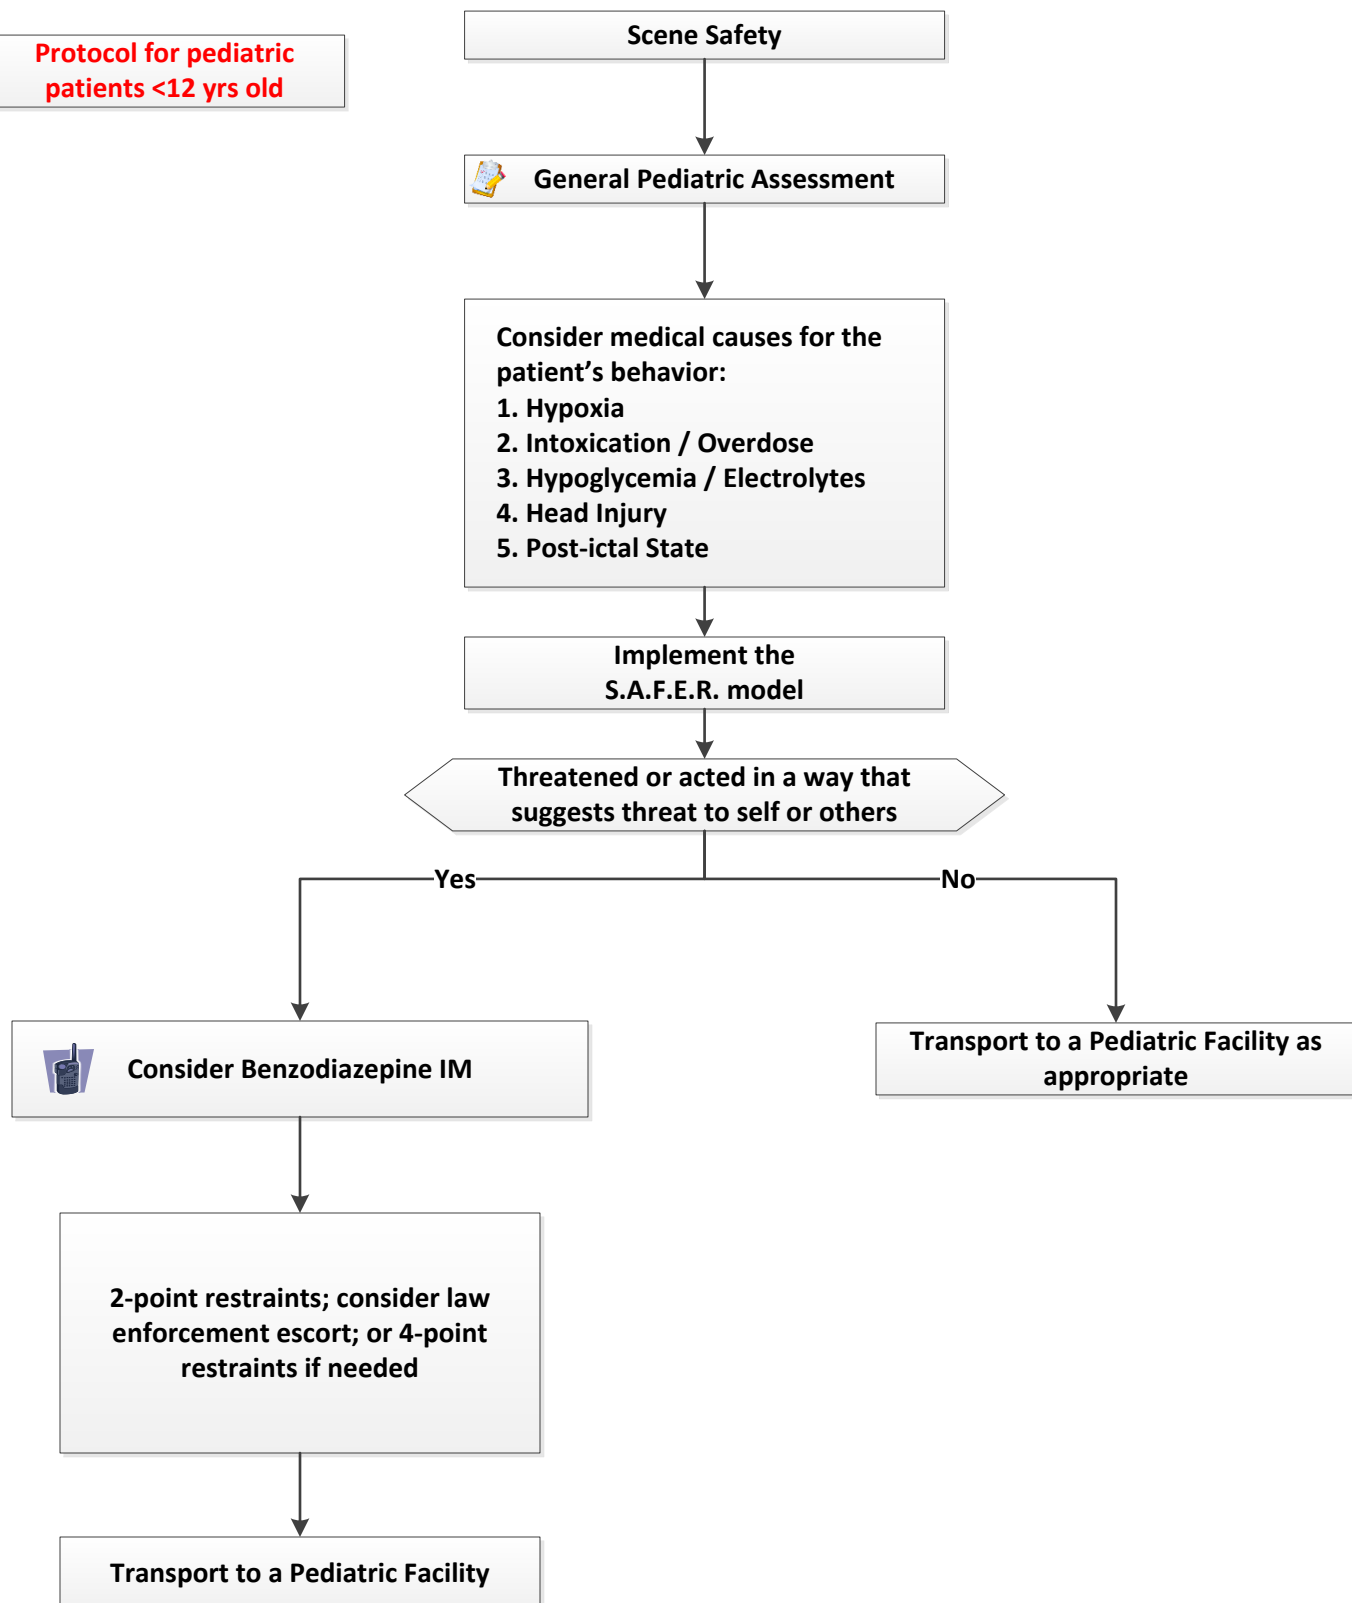 Protocol for pediatric
patients <12 yrs old
Scene Safety
General Pediatric Assessment
Consider medical causes for the
patient’s behavior:
1. Hypoxia
2. Intoxication / Overdose
3. Hypoglycemia / Electrolytes
4. Head Injury
5. Post-ictal State
Implement the
S.A.F.E.R. model
Threatened or acted in a way that
suggests threat to self or others
Yes
No
Consider Benzodiazepine IM
Transport to a Pediatric Facility as
appropriate
2-point restraints; consider law
enforcement escort; or 4-point
restraints if needed
Transport to a Pediatric Facility